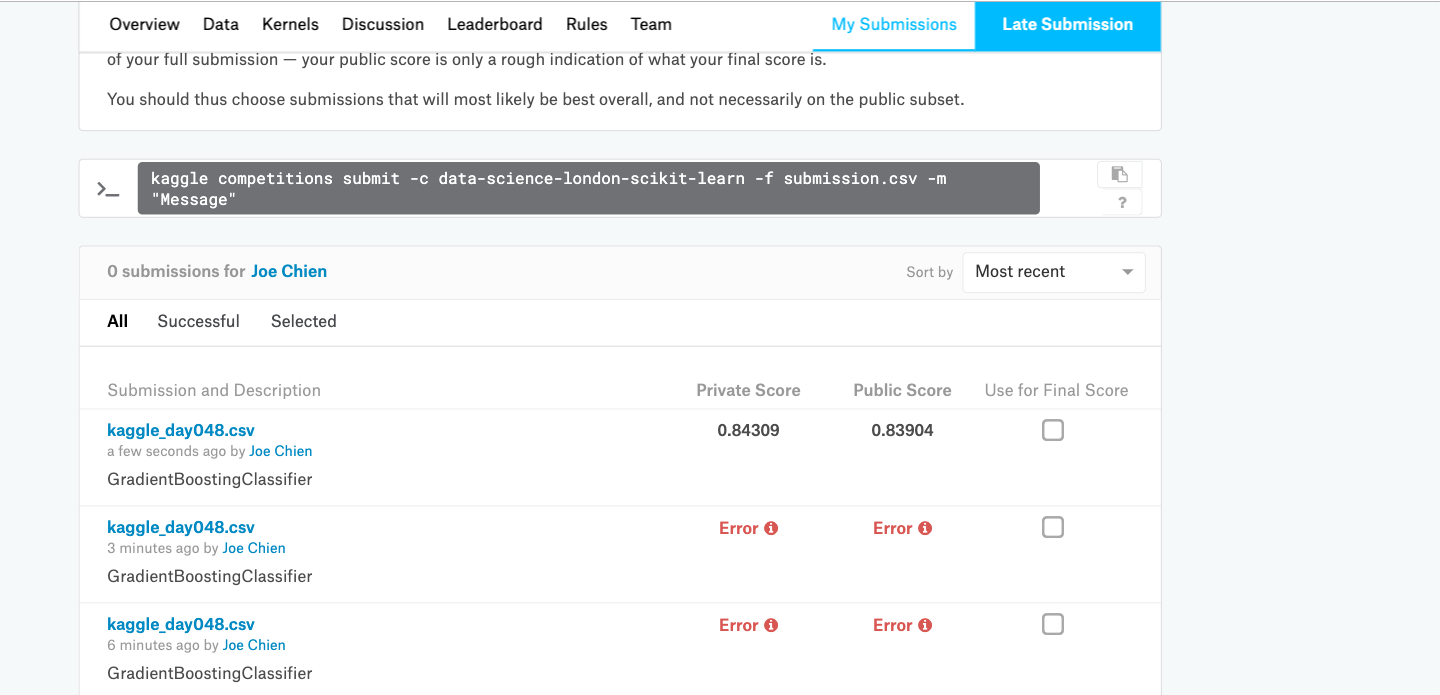 Overview Data Kernels Discussion Leaderboard Rules Team My Submissions Late Submission
of your full submission — your public score is only a rough indication of what your final score is.
You should thus choose submissions that will most likely be best overall, and not necessarily on the public subset.
>_ kaggle competitions submit -c data-science-london-scikit-learn -f submission.csv -m
"Message"
?
0 submissions for Joe Chien Sort by Most recent
All Successful Selected
Submission and Description Private Score Public Score Use for Final Score
kaggle_day048.csv 0.84309 0.83904
a few seconds ago by Joe Chien
GradientBoostingClassifier
kaggle_day048.csv Error Error
3 minutes ago by Joe Chien
GradientBoostingClassifier
kaggle_day048.csv Error Error
6 minutes ago by Joe Chien
GradientBoostingClassifier